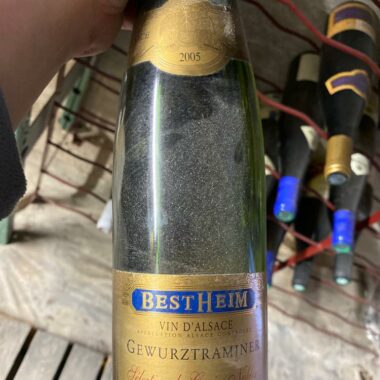 2005
BESTHEIM
VIN D'ALSACE
APPELLATION ALSACE CONTRÔLÉE
GEWURZTRAMINER